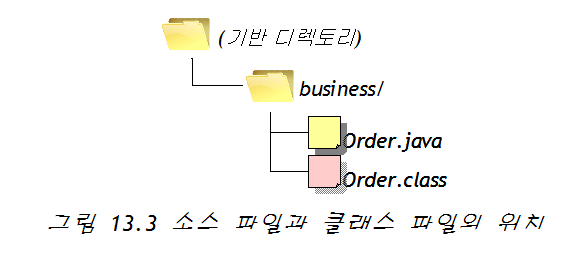 (기반 디렉토리)
business/
Order.java
Order.class
그림 13.3 소스 파일과 클래스 파일의 위치